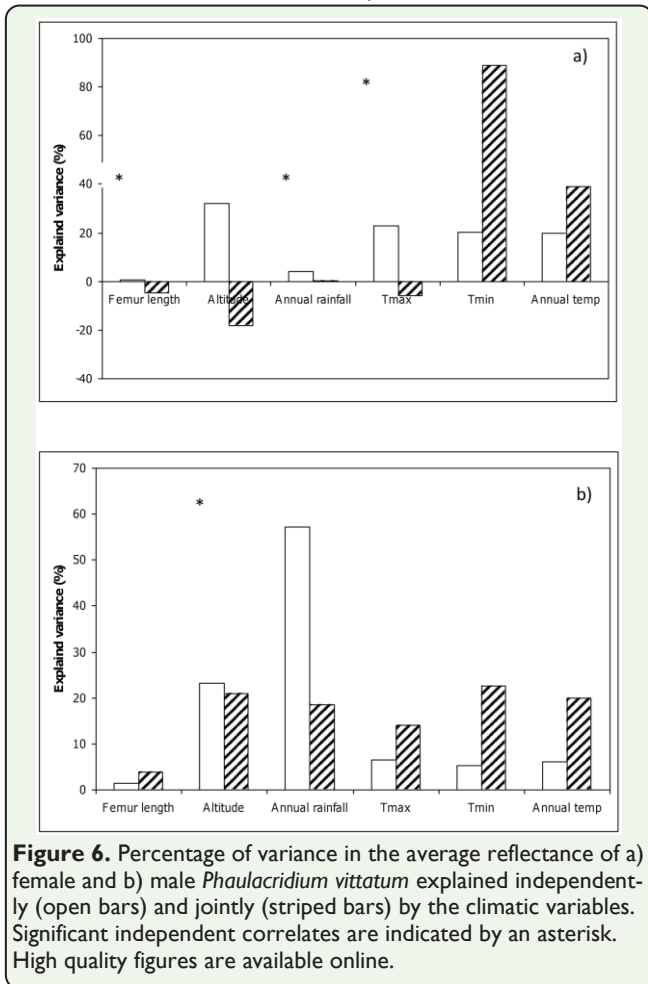 100
80
60
40
20
0
-20
-40
Explaind variance (%)
a)
*
*
*
Femur length Altitude Annual rainfall Tmax Tmin Annual temp
70
60
50
40
30
20
10
0
Explaind variance (%)
b)
*
Femur length Altitude Annual rainfall Tmax Tmin Annual temp
Figure 6. Percentage of variance in the average reflectance of a)
female and b) male Phaulacridium vittatum explained independent-
ly (open bars) and jointly (striped bars) by the climatic variables.
Significant independent correlates are indicated by an asterisk.
High quality figures are available online.